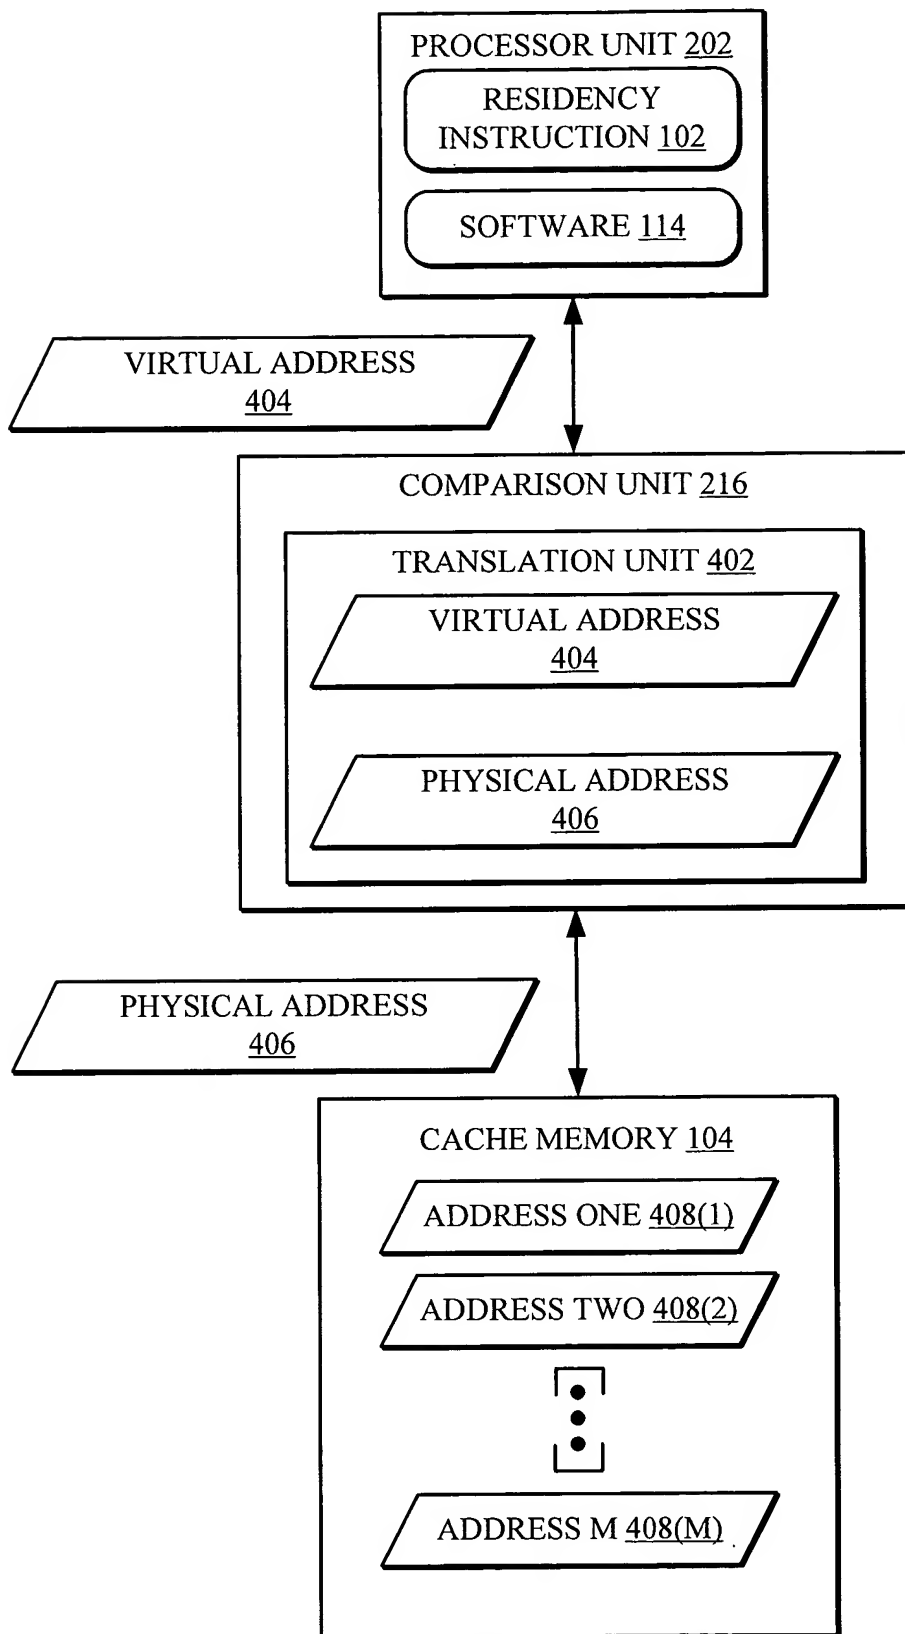 PROCESSOR UNIT 202
RESIDENCY
INSTRUCTION 102
SOFTWARE 114
VIRTUAL ADDRESS
404
COMPARISON UNIT 216
TRANSLATION UNIT 402
VIRTUAL ADDRESS
404
PHYSICAL ADDRESS
406
PHYSICAL ADDRESS
406
CACHE MEMORY 104
ADDRESS ONE 408(1)
ADDRESS TWO 408(2)
ADDRESS M 408(M)